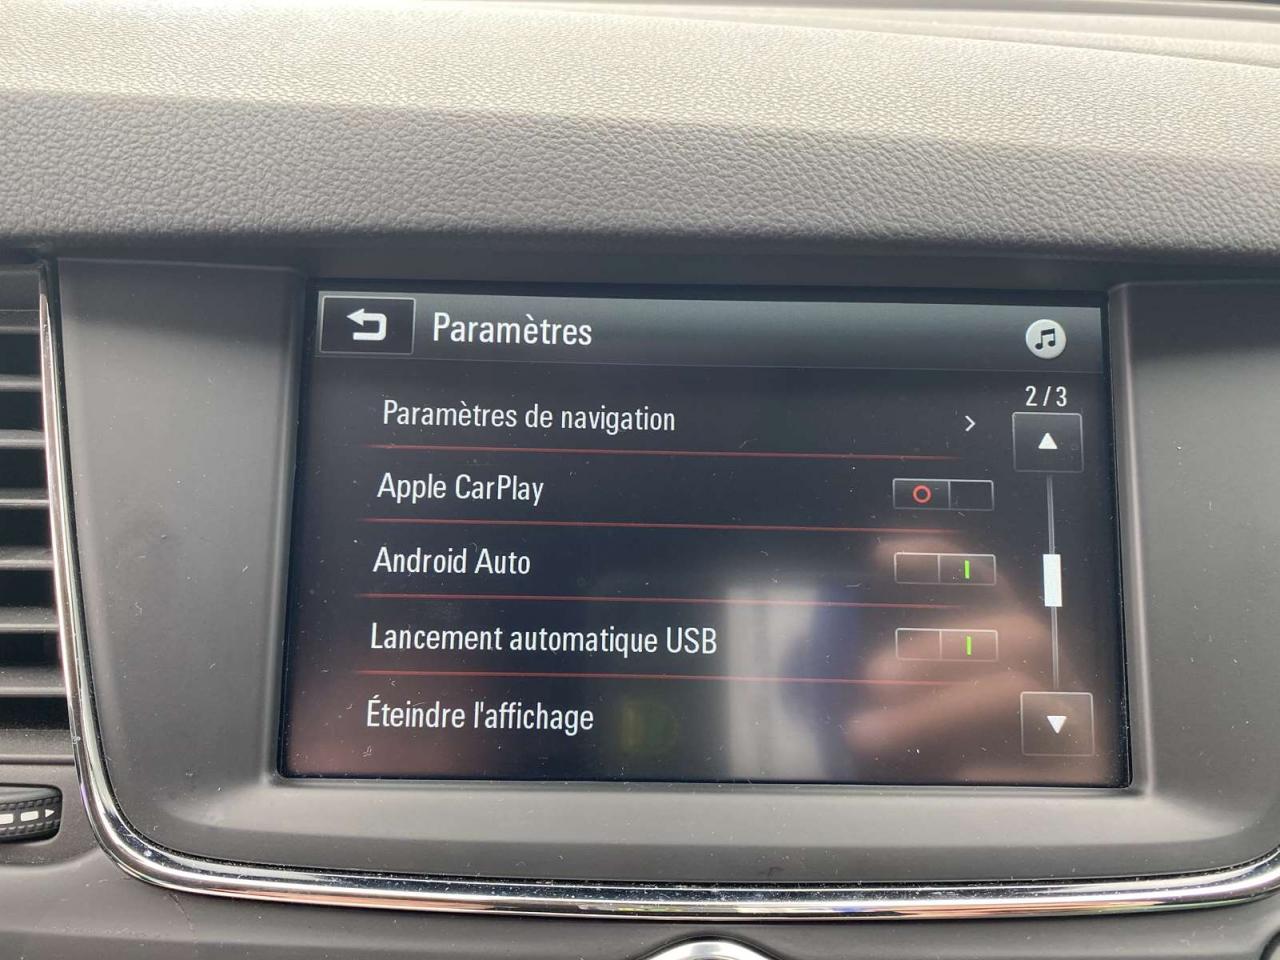 Paramètres
2/3
Paramètres de navigation
Apple CarPlay
Android Auto
Lancement automatique USB
Éteindre l'affichage